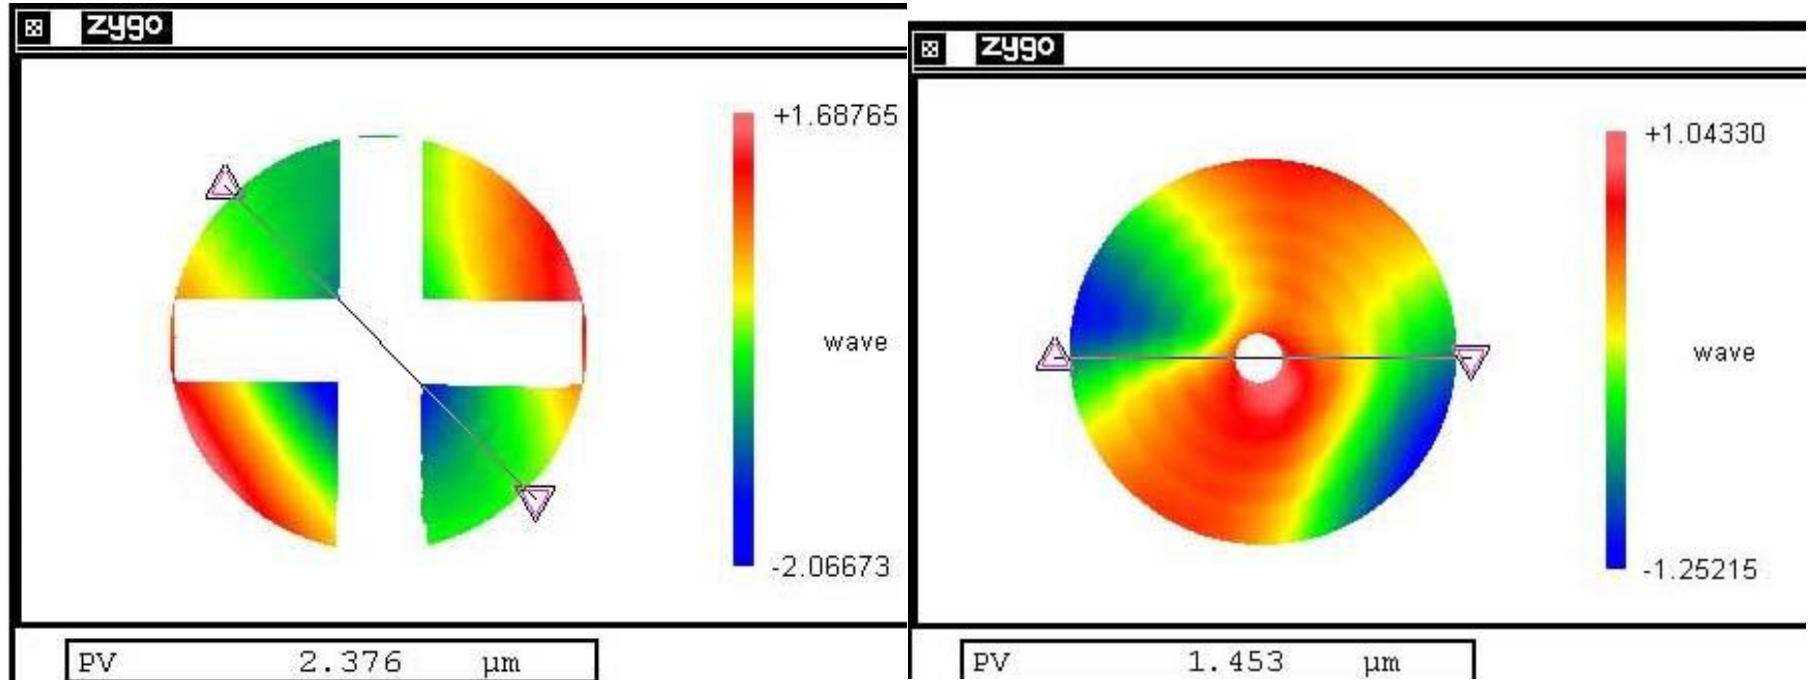 zygo
+1.68765
wave
-2.06673
PV 2.376 µm
zygo
+1.04330
wave
-1.25215
PV 1.453 µm